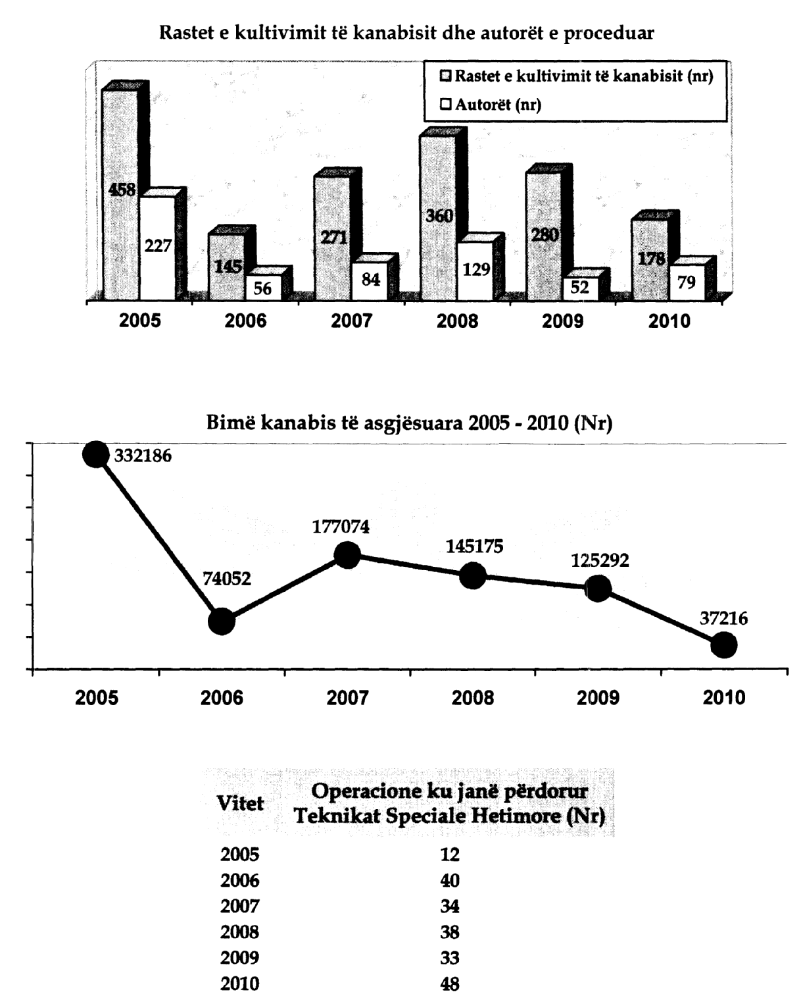 Rastet e kultivimit të kanabisit dhe autorët e proceduar
Rastet e kultivimit të kanabisit (nr)
Autorët (nr)
458
227
145
56
271
84
360
129
280
52
178
79
2005 2006 2007 2008 2009 2010
Bimë kanabis të asgjësuara 2005 - 2010 (Nr)
332186
74052
177074
145175
125292
37216
2005 2006 2007 2008 2009 2010
Vitet
Operacione ku janë përdorur
Teknikat Speciale Hetimore (Nr)
2005 12
2006 40
2007 34
2008 38
2009 33
2010 48